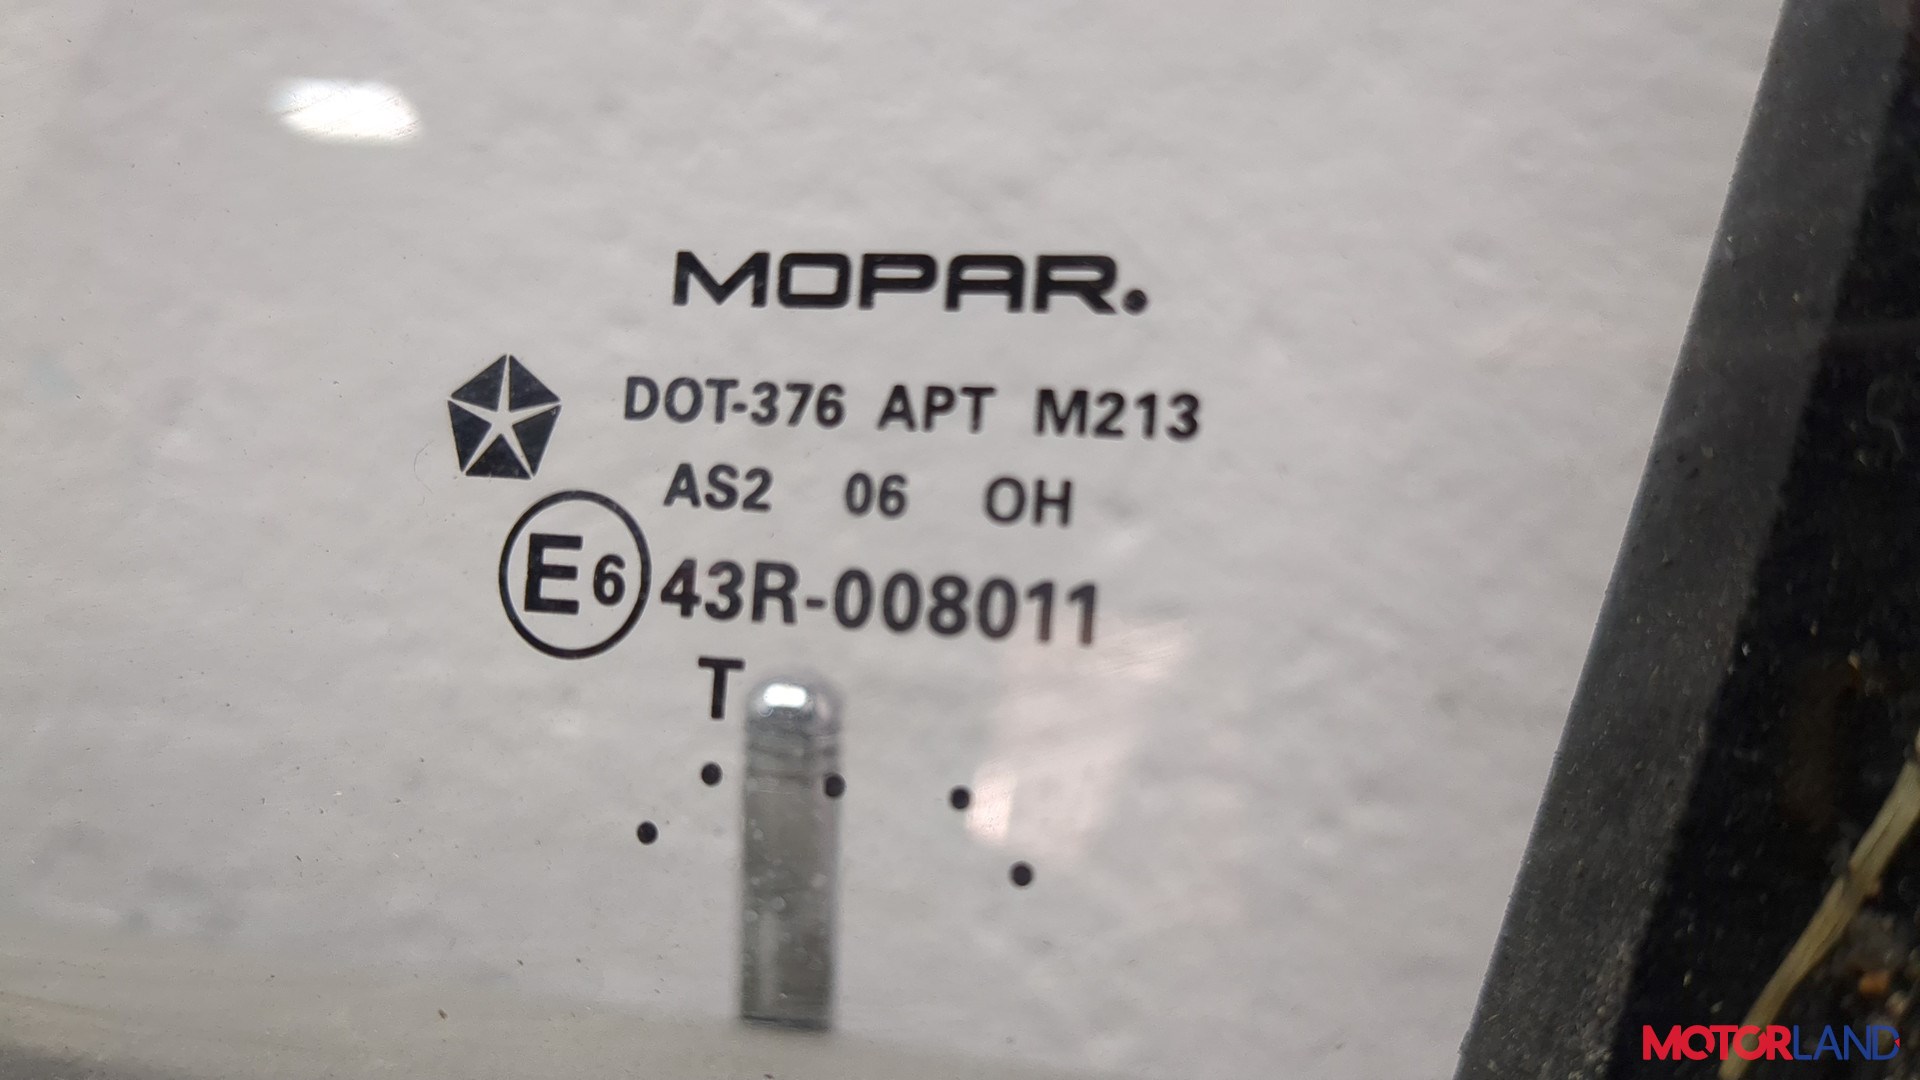 MOPAR.
DOT-376 APT M213
AS2 06 OH
E6 43R-008011
T
MOTORLAND